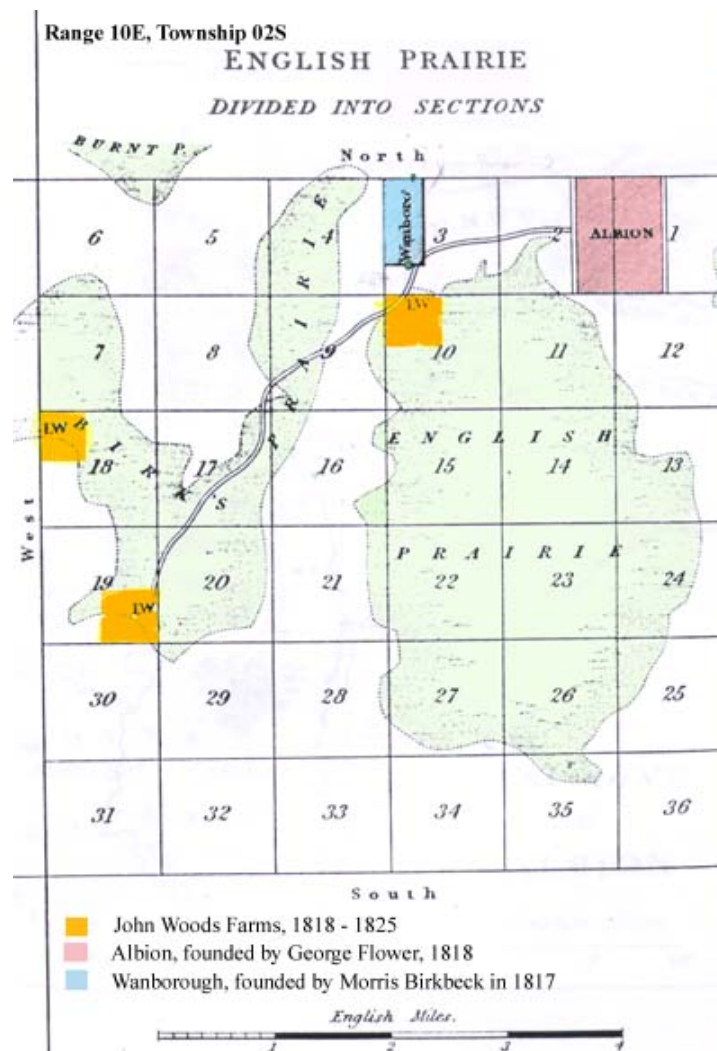 Range 10E, Township 02S
ENGLISH PRAIRIE
DIVIDED INTO SECTIONS
BURNT P.
North
6 5 4 Wanboro' 3 2 ALBION 1
I.W
7 8 9 10 11 12
I.W
BIRK'S PRAIRIE
ENGLISH
18 17 16 15 14 13
West
PRAIRIE
19 20 21 22 23 24
I.W
30 29 28 27 26 25
31 32 33 34 35 36
South
John Woods Farms, 1818 - 1825
Albion, founded by George Flower, 1818
Wanborough, founded by Morris Birkbeck in 1817
English Miles.
1 2 3 4